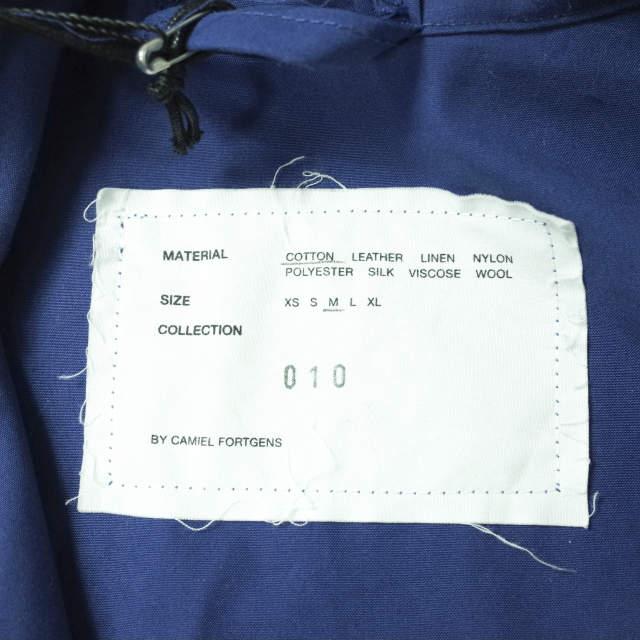 MATERIAL COTTON LEATHER LINEN NYLON
POLYESTER SILK VISCOSE WOOL
SIZE XS S M L XL
COLLECTION
010
BY CAMIEL FORTGENS